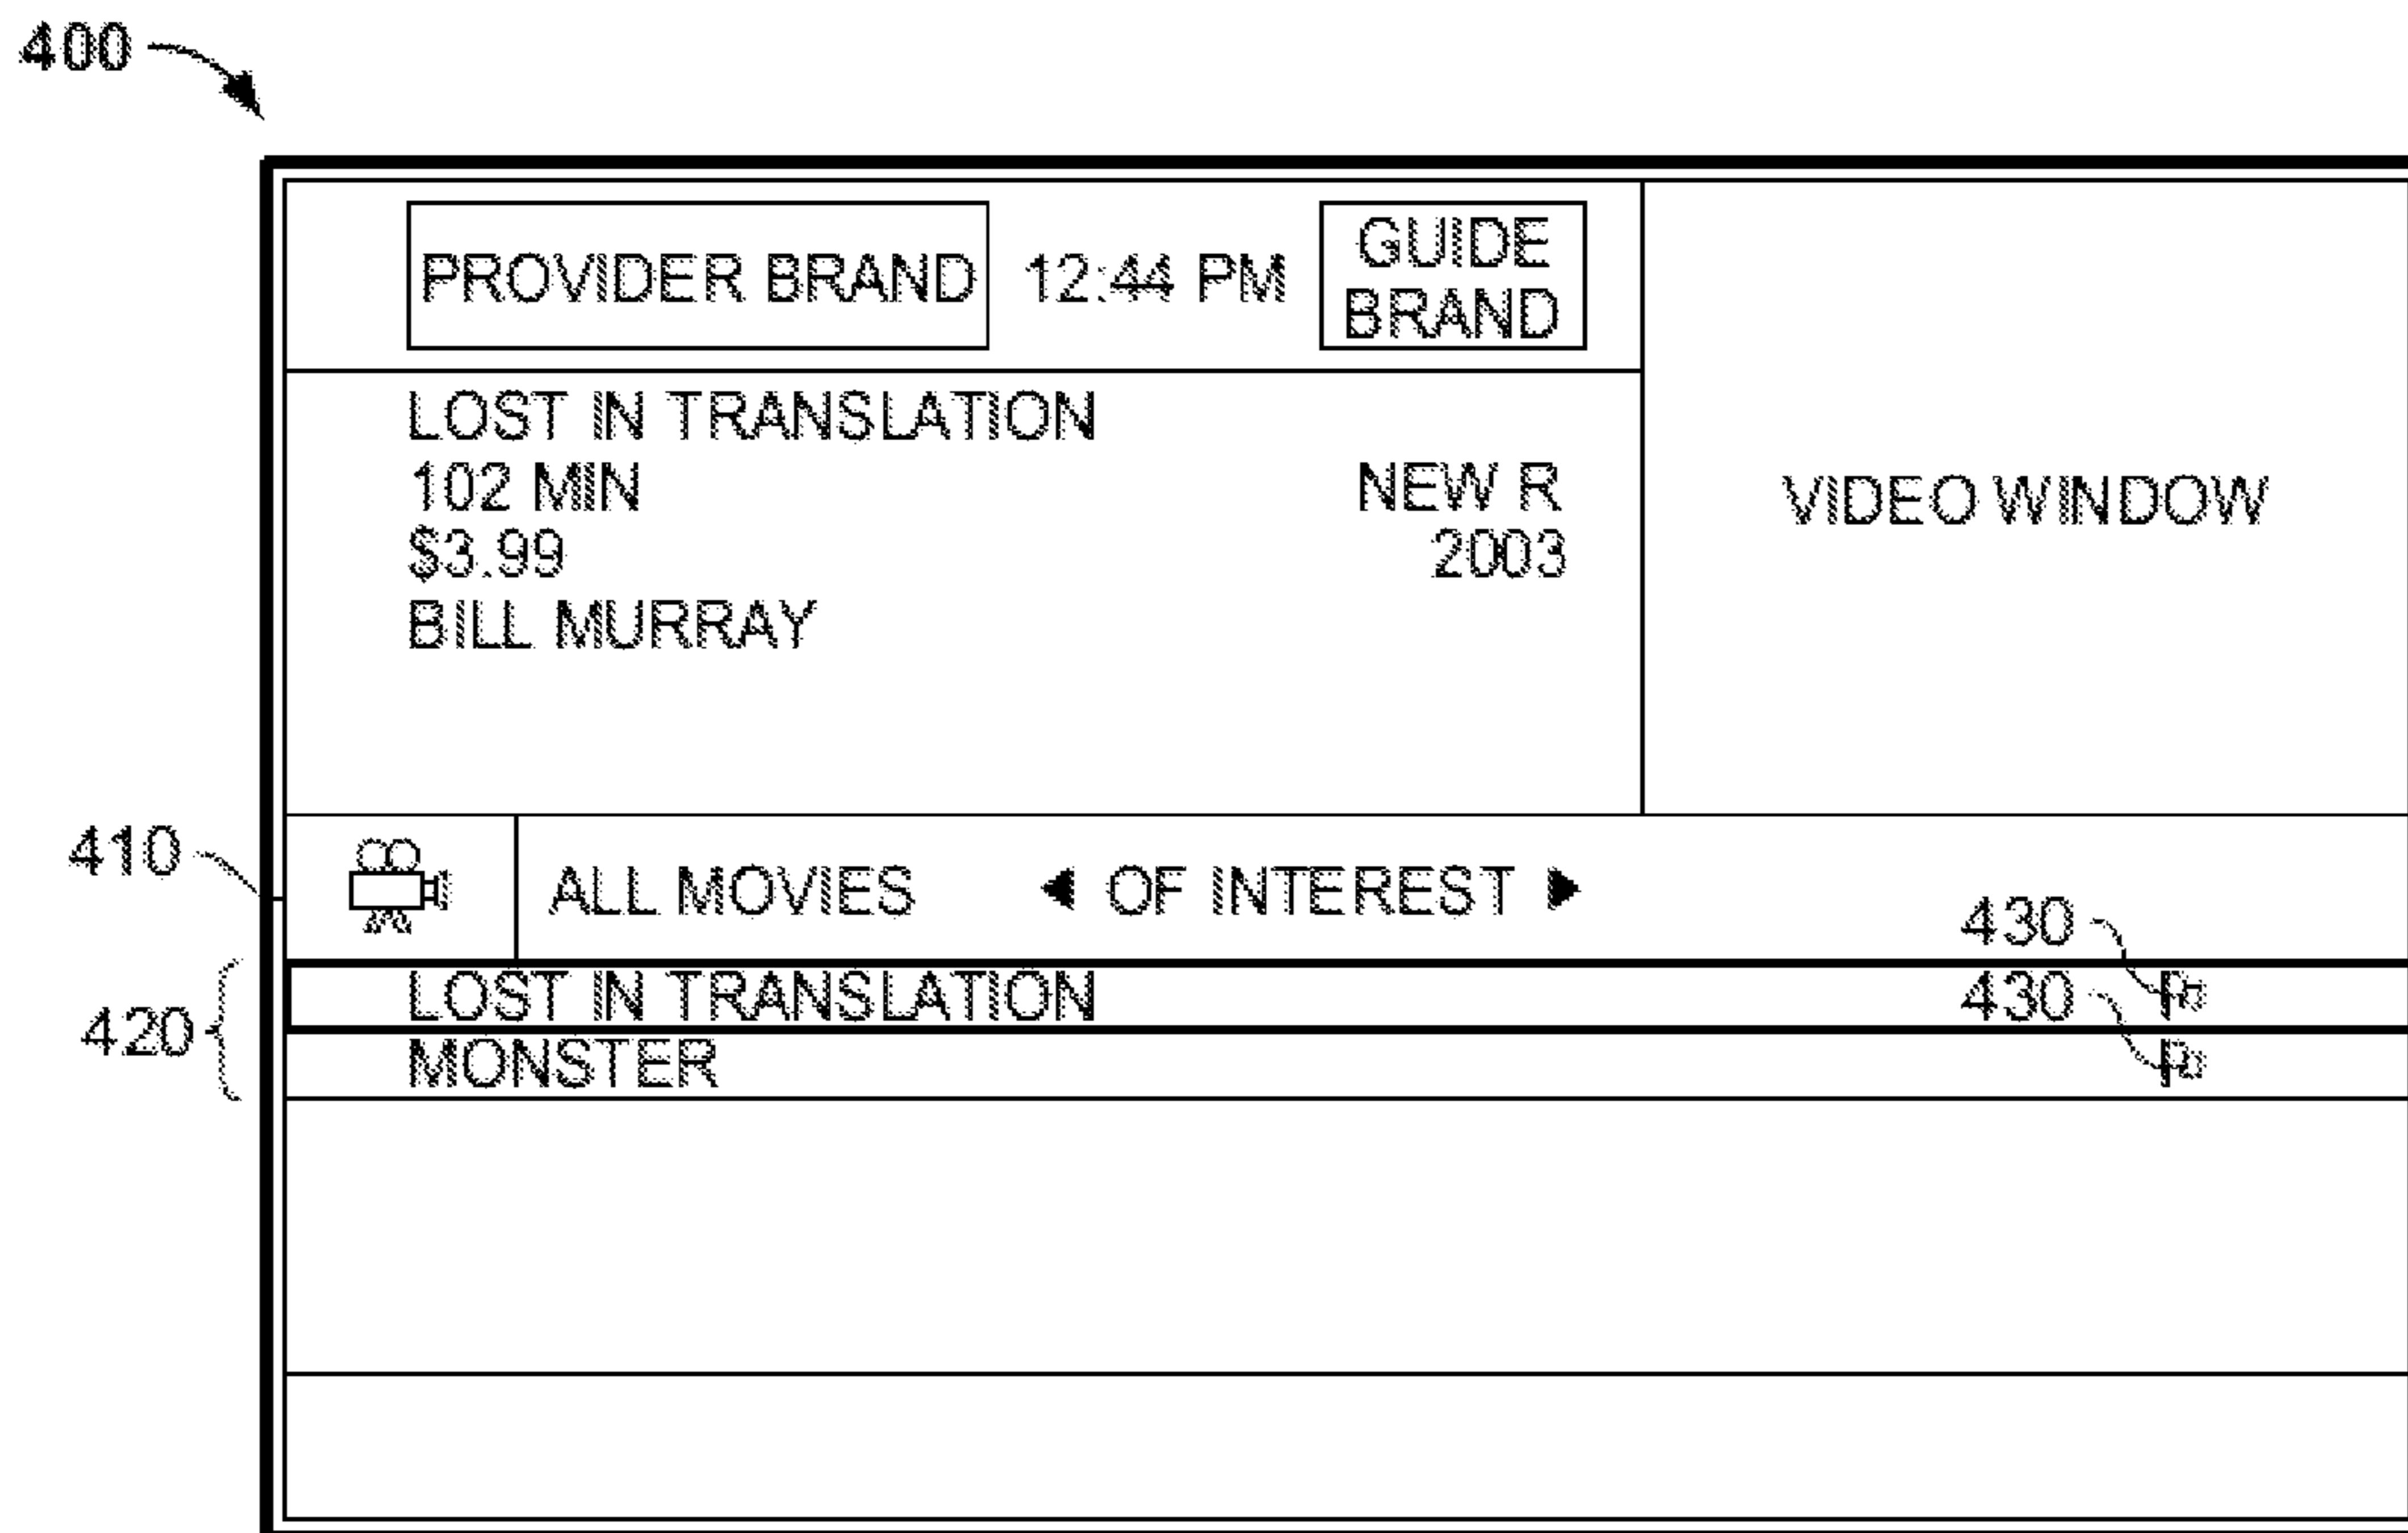 400
PROVIDER BRAND 12:44 PM GUIDE BRAND
LOST IN TRANSLATION
102 MIN NEW R
$3.99 2003
BILL MURRAY
VIDEO WINDOW
410
ALL MOVIES ◄ OF INTEREST ►
430
420
LOST IN TRANSLATION 430
MONSTER